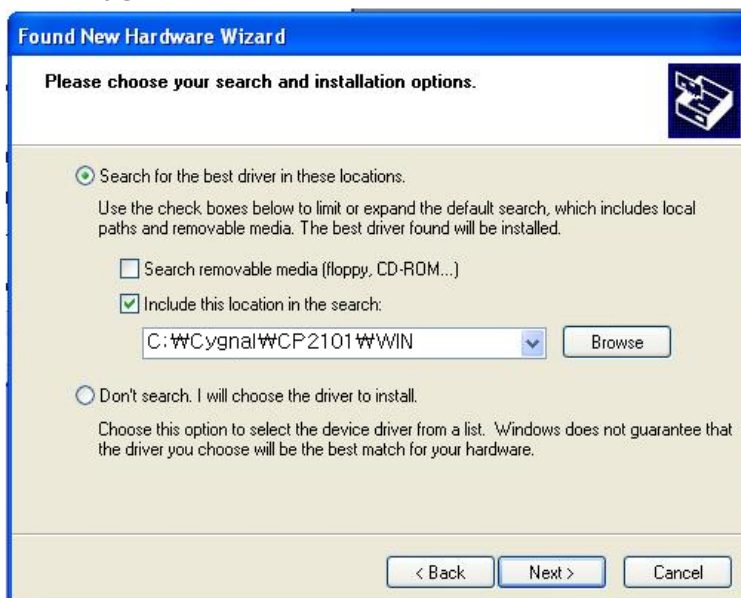 Found New Hardware Wizard
Please choose your search and installation options.
Search for the best driver in these locations.
Use the check boxes below to limit or expand the default search, which includes local
paths and removable media. The best driver found will be installed.
Search removable media (floppy, CD-ROM...)
Include this location in the search:
C:₩Cygnal₩CP2101₩WIN
Browse
Don't search. I will choose the driver to install.
Choose this option to select the device driver from a list. Windows does not guarantee that
the driver you choose will be the best match for your hardware.
< Back Next > Cancel